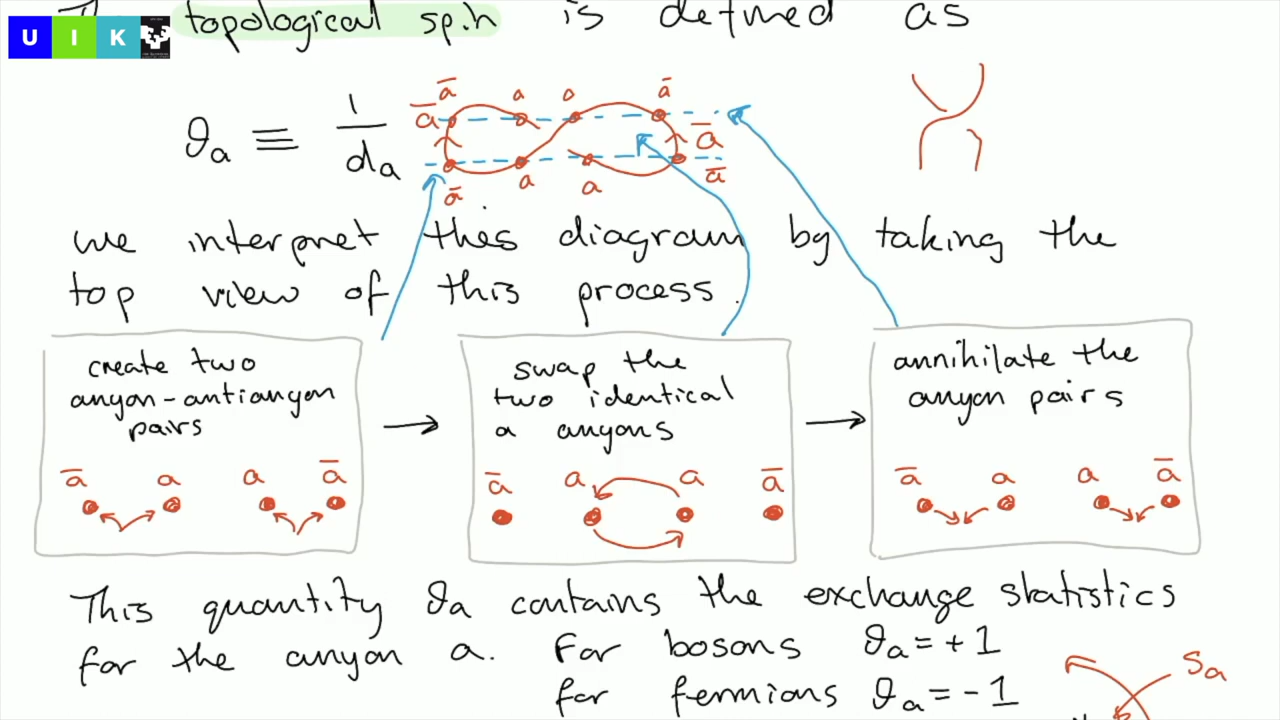 topological spin is defined as
UIK
ϑa ≡ 1/da
ā a a ā
ā ā
ā a a ā
we interpret this diagram by taking the
top view of this process.
create two
anyon-antianyon
pairs
ā a a ā
swap the
two identical
a anyons
ā a a ā
annihilate the
anyon pairs
ā a a ā
This quantity ϑa contains the exchange statistics
for the anyon a. For bosons ϑa = +1
for fermions ϑa = -1
Sa